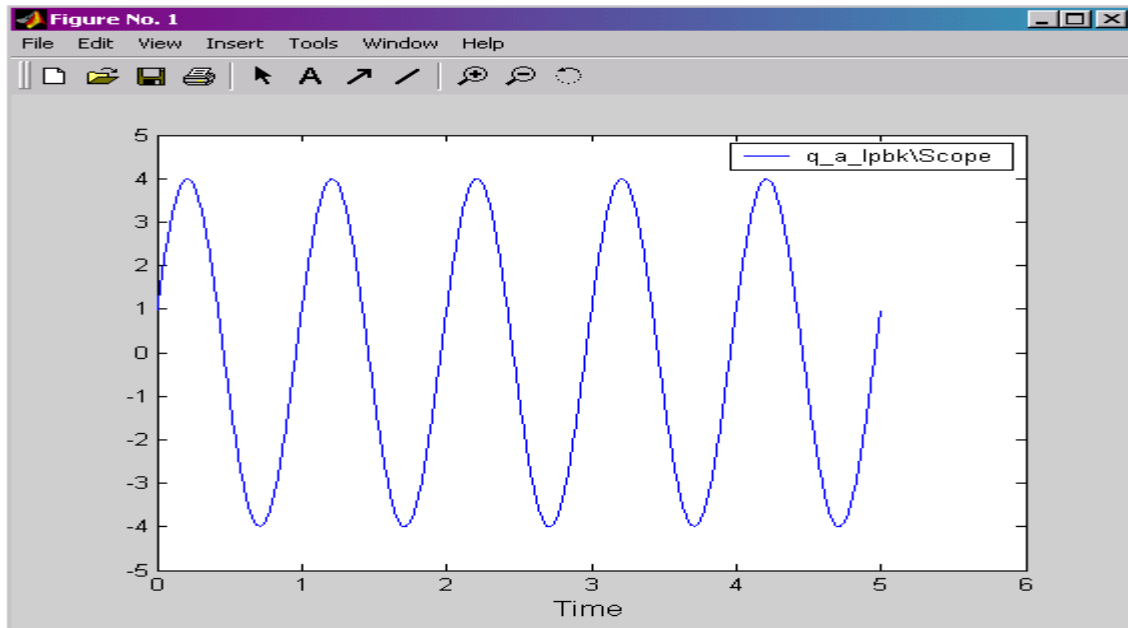 Figure No. 1
File Edit View Insert Tools Window Help
A
q_a_lpbk\Scope
5
4
3
2
1
0
-1
-2
-3
-4
-5
0 1 2 3 4 5 6
Time